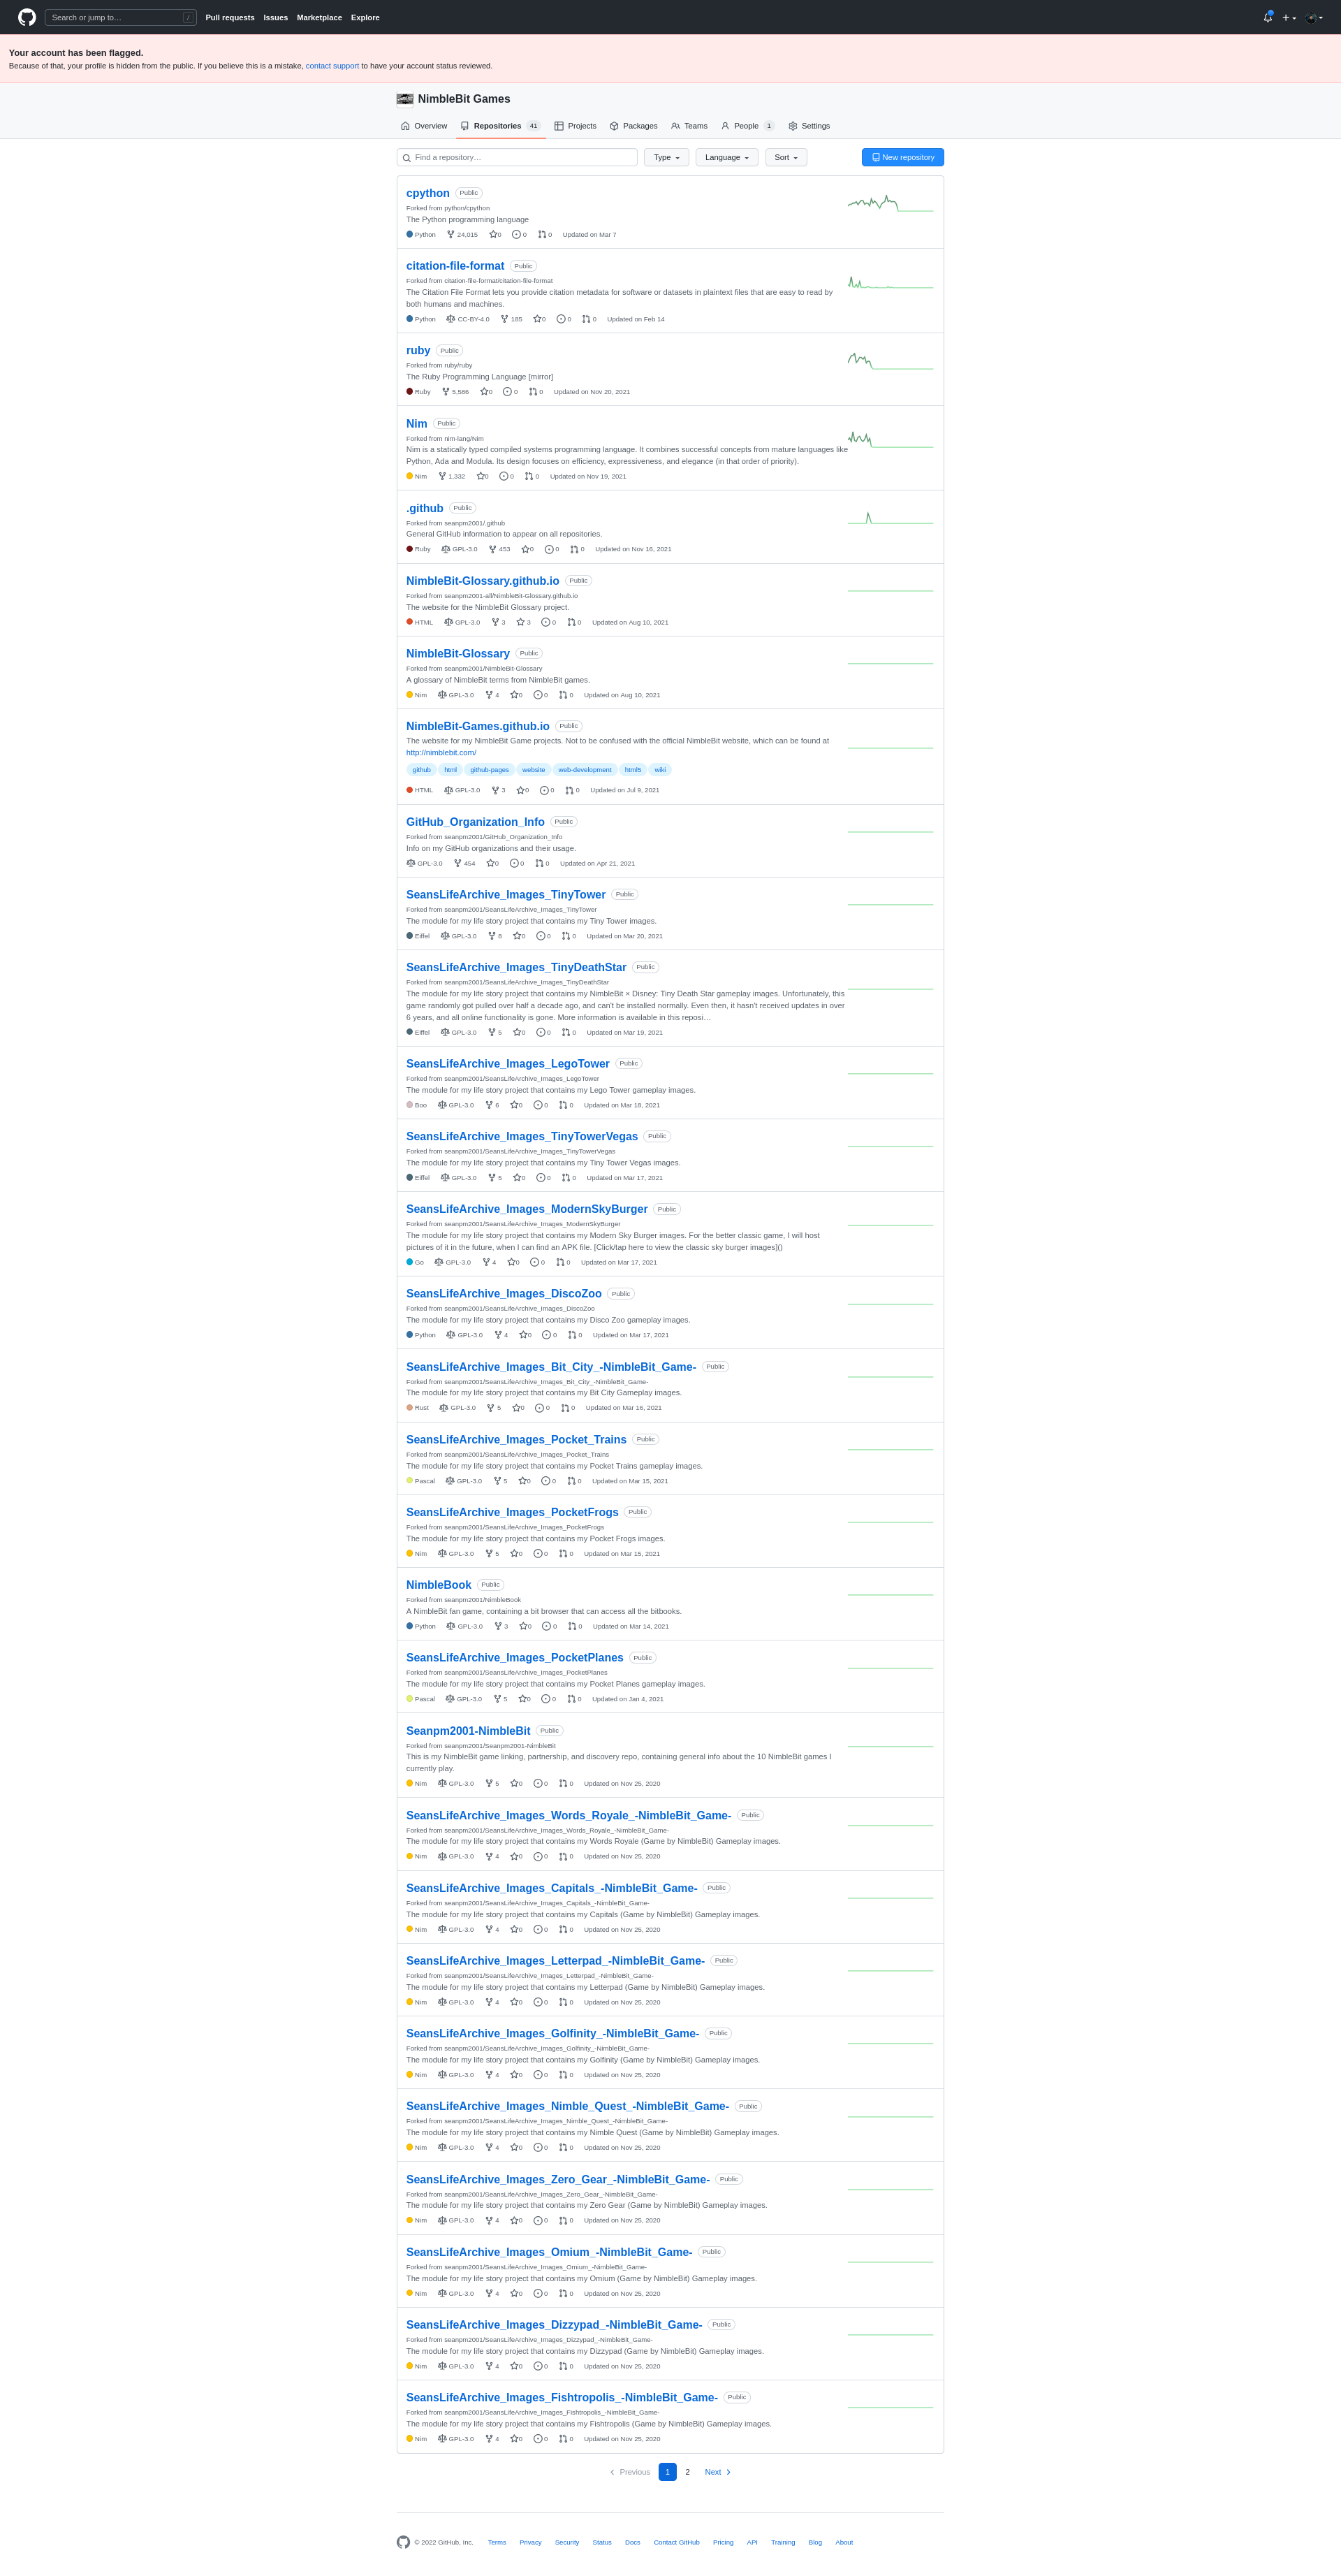 Search or jump to… /
Pull requests Issues Marketplace Explore
Your account has been flagged.
Because of that, your profile is hidden from the public. If you believe this is a mistake, contact support to have your account status reviewed.
NimbleBit Games
Overview Repositories 41 Projects Packages Teams People 1 Settings
Find a repository… Type Language Sort New repository
cpython Public
Forked from python/cpython
The Python programming language
Python 24,015 0 0 0 Updated on Mar 7
citation-file-format Public
Forked from citation-file-format/citation-file-format
The Citation File Format lets you provide citation metadata for software or datasets in plaintext files that are easy to read by
both humans and machines.
Python CC-BY-4.0 185 0 0 0 Updated on Feb 14
ruby Public
Forked from ruby/ruby
The Ruby Programming Language [mirror]
Ruby 5,586 0 0 0 Updated on Nov 20, 2021
Nim Public
Forked from nim-lang/Nim
Nim is a statically typed compiled systems programming language. It combines successful concepts from mature languages like
Python, Ada and Modula. Its design focuses on efficiency, expressiveness, and elegance (in that order of priority).
Nim 1,332 0 0 0 Updated on Nov 19, 2021
.github Public
Forked from seanpm2001/.github
General GitHub information to appear on all repositories.
Ruby GPL-3.0 453 0 0 0 Updated on Nov 16, 2021
NimbleBit-Glossary.github.io Public
Forked from seanpm2001-all/NimbleBit-Glossary.github.io
The website for the NimbleBit Glossary project.
HTML GPL-3.0 3 3 0 0 Updated on Aug 10, 2021
NimbleBit-Glossary Public
Forked from seanpm2001/NimbleBit-Glossary
A glossary of NimbleBit terms from NimbleBit games.
Nim GPL-3.0 4 0 0 0 Updated on Aug 10, 2021
NimbleBit-Games.github.io Public
The website for my NimbleBit Game projects. Not to be confused with the official NimbleBit website, which can be found at
http://nimblebit.com/
github html github-pages website web-development html5 wiki
HTML GPL-3.0 3 0 0 0 Updated on Jul 9, 2021
GitHub_Organization_Info Public
Forked from seanpm2001/GitHub_Organization_Info
Info on my GitHub organizations and their usage.
GPL-3.0 454 0 0 0 Updated on Apr 21, 2021
SeansLifeArchive_Images_TinyTower Public
Forked from seanpm2001/SeansLifeArchive_Images_TinyTower
The module for my life story project that contains my Tiny Tower images.
Eiffel GPL-3.0 8 0 0 0 Updated on Mar 20, 2021
SeansLifeArchive_Images_TinyDeathStar Public
Forked from seanpm2001/SeansLifeArchive_Images_TinyDeathStar
The module for my life story project that contains my NimbleBit × Disney: Tiny Death Star gameplay images. Unfortunately, this
game randomly got pulled over half a decade ago, and can't be installed normally. Even then, it hasn't received updates in over
6 years, and all online functionality is gone. More information is available in this reposi…
Eiffel GPL-3.0 5 0 0 0 Updated on Mar 19, 2021
SeansLifeArchive_Images_LegoTower Public
Forked from seanpm2001/SeansLifeArchive_Images_LegoTower
The module for my life story project that contains my Lego Tower gameplay images.
Boo GPL-3.0 6 0 0 0 Updated on Mar 18, 2021
SeansLifeArchive_Images_TinyTowerVegas Public
Forked from seanpm2001/SeansLifeArchive_Images_TinyTowerVegas
The module for my life story project that contains my Tiny Tower Vegas images.
Eiffel GPL-3.0 5 0 0 0 Updated on Mar 17, 2021
SeansLifeArchive_Images_ModernSkyBurger Public
Forked from seanpm2001/SeansLifeArchive_Images_ModernSkyBurger
The module for my life story project that contains my Modern Sky Burger images. For the better classic game, I will host
pictures of it in the future, when I can find an APK file. [Click/tap here to view the classic sky burger images]()
Go GPL-3.0 4 0 0 0 Updated on Mar 17, 2021
SeansLifeArchive_Images_DiscoZoo Public
Forked from seanpm2001/SeansLifeArchive_Images_DiscoZoo
The module for my life story project that contains my Disco Zoo gameplay images.
Python GPL-3.0 4 0 0 0 Updated on Mar 17, 2021
SeansLifeArchive_Images_Bit_City_-NimbleBit_Game- Public
Forked from seanpm2001/SeansLifeArchive_Images_Bit_City_-NimbleBit_Game-
The module for my life story project that contains my Bit City Gameplay images.
Rust GPL-3.0 5 0 0 0 Updated on Mar 16, 2021
SeansLifeArchive_Images_Pocket_Trains Public
Forked from seanpm2001/SeansLifeArchive_Images_Pocket_Trains
The module for my life story project that contains my Pocket Trains gameplay images.
Pascal GPL-3.0 5 0 0 0 Updated on Mar 15, 2021
SeansLifeArchive_Images_PocketFrogs Public
Forked from seanpm2001/SeansLifeArchive_Images_PocketFrogs
The module for my life story project that contains my Pocket Frogs images.
Nim GPL-3.0 5 0 0 0 Updated on Mar 15, 2021
NimbleBook Public
Forked from seanpm2001/NimbleBook
A NimbleBit fan game, containing a bit browser that can access all the bitbooks.
Python GPL-3.0 3 0 0 0 Updated on Mar 14, 2021
SeansLifeArchive_Images_PocketPlanes Public
Forked from seanpm2001/SeansLifeArchive_Images_PocketPlanes
The module for my life story project that contains my Pocket Planes gameplay images.
Pascal GPL-3.0 5 0 0 0 Updated on Jan 4, 2021
Seanpm2001-NimbleBit Public
Forked from seanpm2001/Seanpm2001-NimbleBit
This is my NimbleBit game linking, partnership, and discovery repo, containing general info about the 10 NimbleBit games I
currently play.
Nim GPL-3.0 5 0 0 0 Updated on Nov 25, 2020
SeansLifeArchive_Images_Words_Royale_-NimbleBit_Game- Public
Forked from seanpm2001/SeansLifeArchive_Images_Words_Royale_-NimbleBit_Game-
The module for my life story project that contains my Words Royale (Game by NimbleBit) Gameplay images.
Nim GPL-3.0 4 0 0 0 Updated on Nov 25, 2020
SeansLifeArchive_Images_Capitals_-NimbleBit_Game- Public
Forked from seanpm2001/SeansLifeArchive_Images_Capitals_-NimbleBit_Game-
The module for my life story project that contains my Capitals (Game by NimbleBit) Gameplay images.
Nim GPL-3.0 4 0 0 0 Updated on Nov 25, 2020
SeansLifeArchive_Images_Letterpad_-NimbleBit_Game- Public
Forked from seanpm2001/SeansLifeArchive_Images_Letterpad_-NimbleBit_Game-
The module for my life story project that contains my Letterpad (Game by NimbleBit) Gameplay images.
Nim GPL-3.0 4 0 0 0 Updated on Nov 25, 2020
SeansLifeArchive_Images_Golfinity_-NimbleBit_Game- Public
Forked from seanpm2001/SeansLifeArchive_Images_Golfinity_-NimbleBit_Game-
The module for my life story project that contains my Golfinity (Game by NimbleBit) Gameplay images.
Nim GPL-3.0 4 0 0 0 Updated on Nov 25, 2020
SeansLifeArchive_Images_Nimble_Quest_-NimbleBit_Game- Public
Forked from seanpm2001/SeansLifeArchive_Images_Nimble_Quest_-NimbleBit_Game-
The module for my life story project that contains my Nimble Quest (Game by NimbleBit) Gameplay images.
Nim GPL-3.0 4 0 0 0 Updated on Nov 25, 2020
SeansLifeArchive_Images_Zero_Gear_-NimbleBit_Game- Public
Forked from seanpm2001/SeansLifeArchive_Images_Zero_Gear_-NimbleBit_Game-
The module for my life story project that contains my Zero Gear (Game by NimbleBit) Gameplay images.
Nim GPL-3.0 4 0 0 0 Updated on Nov 25, 2020
SeansLifeArchive_Images_Omium_-NimbleBit_Game- Public
Forked from seanpm2001/SeansLifeArchive_Images_Omium_-NimbleBit_Game-
The module for my life story project that contains my Omium (Game by NimbleBit) Gameplay images.
Nim GPL-3.0 4 0 0 0 Updated on Nov 25, 2020
SeansLifeArchive_Images_Dizzypad_-NimbleBit_Game- Public
Forked from seanpm2001/SeansLifeArchive_Images_Dizzypad_-NimbleBit_Game-
The module for my life story project that contains my Dizzypad (Game by NimbleBit) Gameplay images.
Nim GPL-3.0 4 0 0 0 Updated on Nov 25, 2020
SeansLifeArchive_Images_Fishtropolis_-NimbleBit_Game- Public
Forked from seanpm2001/SeansLifeArchive_Images_Fishtropolis_-NimbleBit_Game-
The module for my life story project that contains my Fishtropolis (Game by NimbleBit) Gameplay images.
Nim GPL-3.0 4 0 0 0 Updated on Nov 25, 2020
Previous 1 2 Next
© 2022 GitHub, Inc. Terms Privacy Security Status Docs Contact GitHub Pricing API Training Blog About